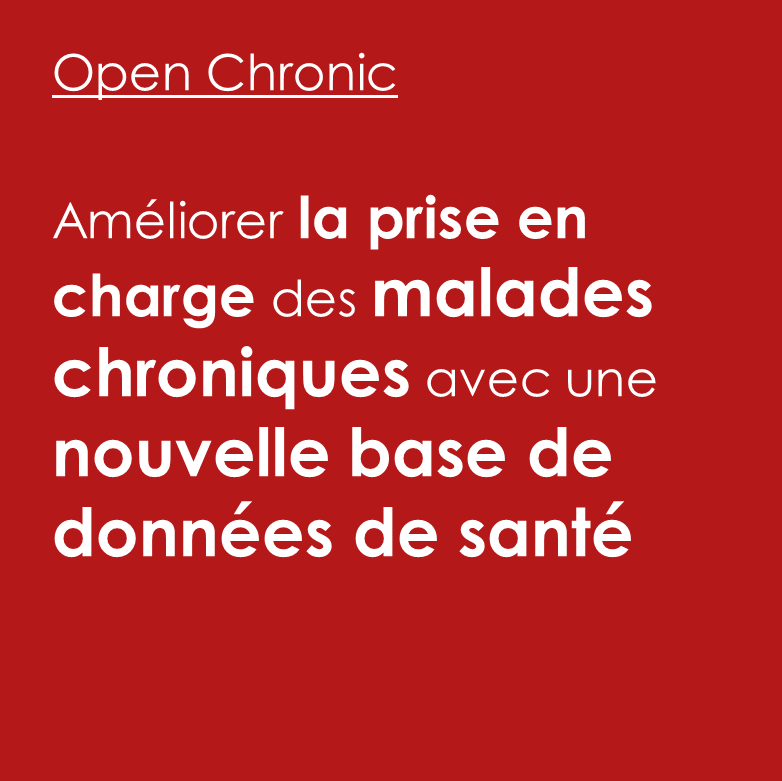 Open Chronic
Améliorer la prise en
charge des malades
chroniques avec une
nouvelle base de
données de santé